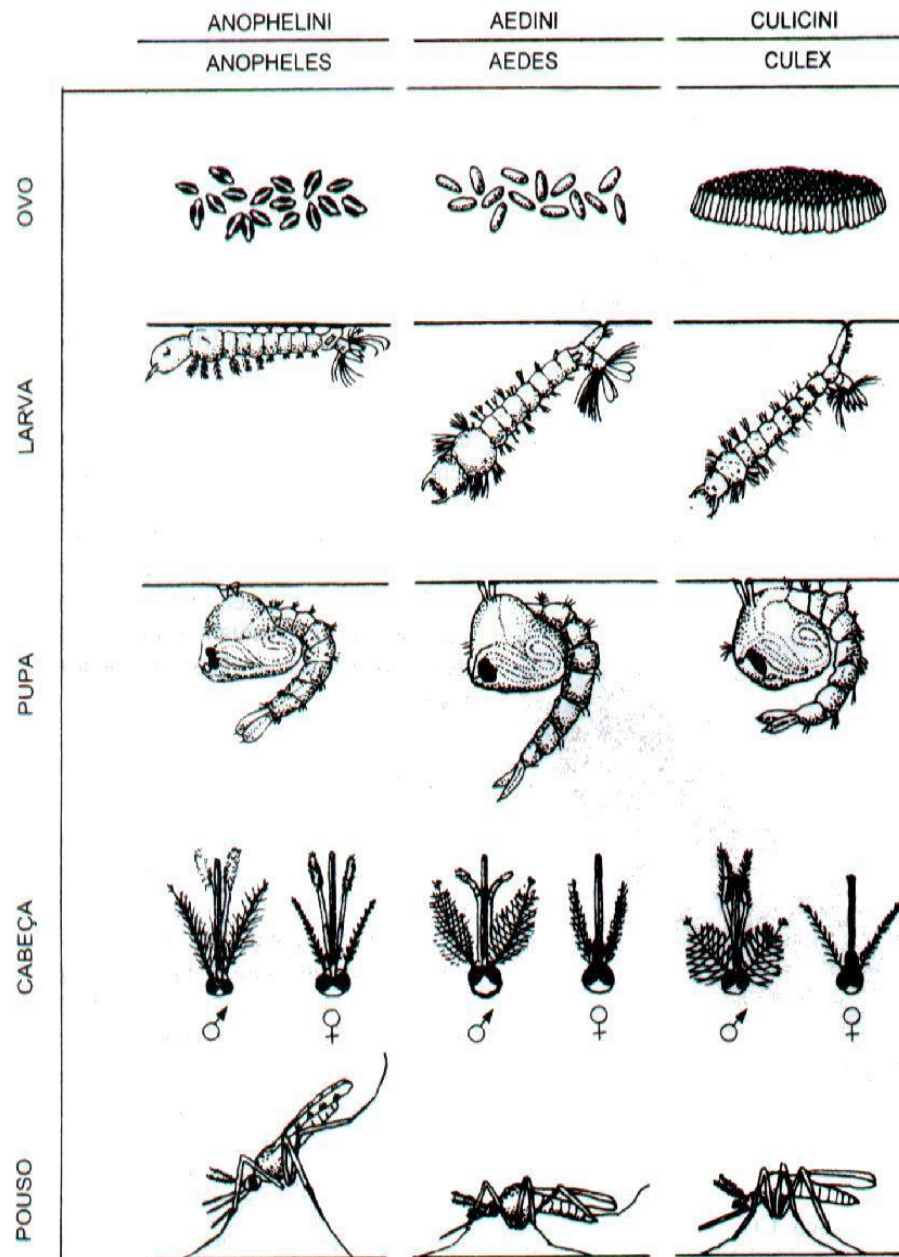 ANOPHELINI AEDINI CULICINI
ANOPHELES AEDES CULEX
OVO
LARVA
PUPA
CABEÇA
♂ ♀ ♂ ♀ ♂ ♀
POUSO